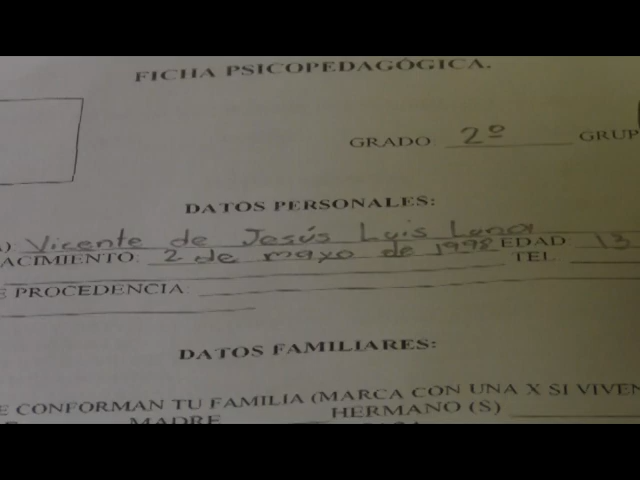 FICHA PSICOPEDAGÓGICA.
GRADO 2º GRUP
DATOS PERSONALES:
) Vicente de Jesús Luis Luna
ACIMIENTO: 2 de mayo de 1998 EDAD 13
TEL
E PROCEDENCIA
DATOS FAMILIARES:
E CONFORMAN TU FAMILIA (MARCA CON UNA X SI VIVEN
MADRE HERMANO (S)